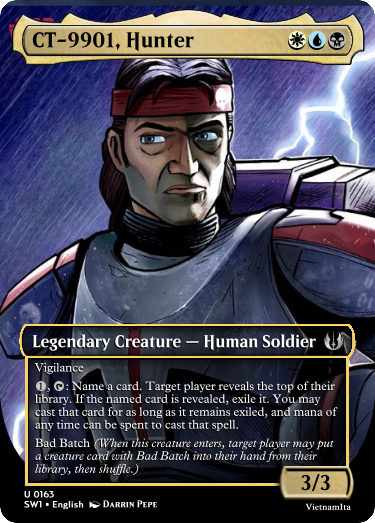 CT-9901, Hunter
Legendary Creature — Human Soldier
Vigilance
1, T: Name a card. Target player reveals the top of their
library. If the named card is revealed, exile it. You may
cast that card for as long as it remains exiled, and mana of
any time can be spent to cast that spell.
Bad Batch (When this creature enters, target player may put
a creature card with Bad Batch into their hand from their
library, then shuffle.)
3/3
U 0163
SW1 • English Darrin Pepe
VietnamIta